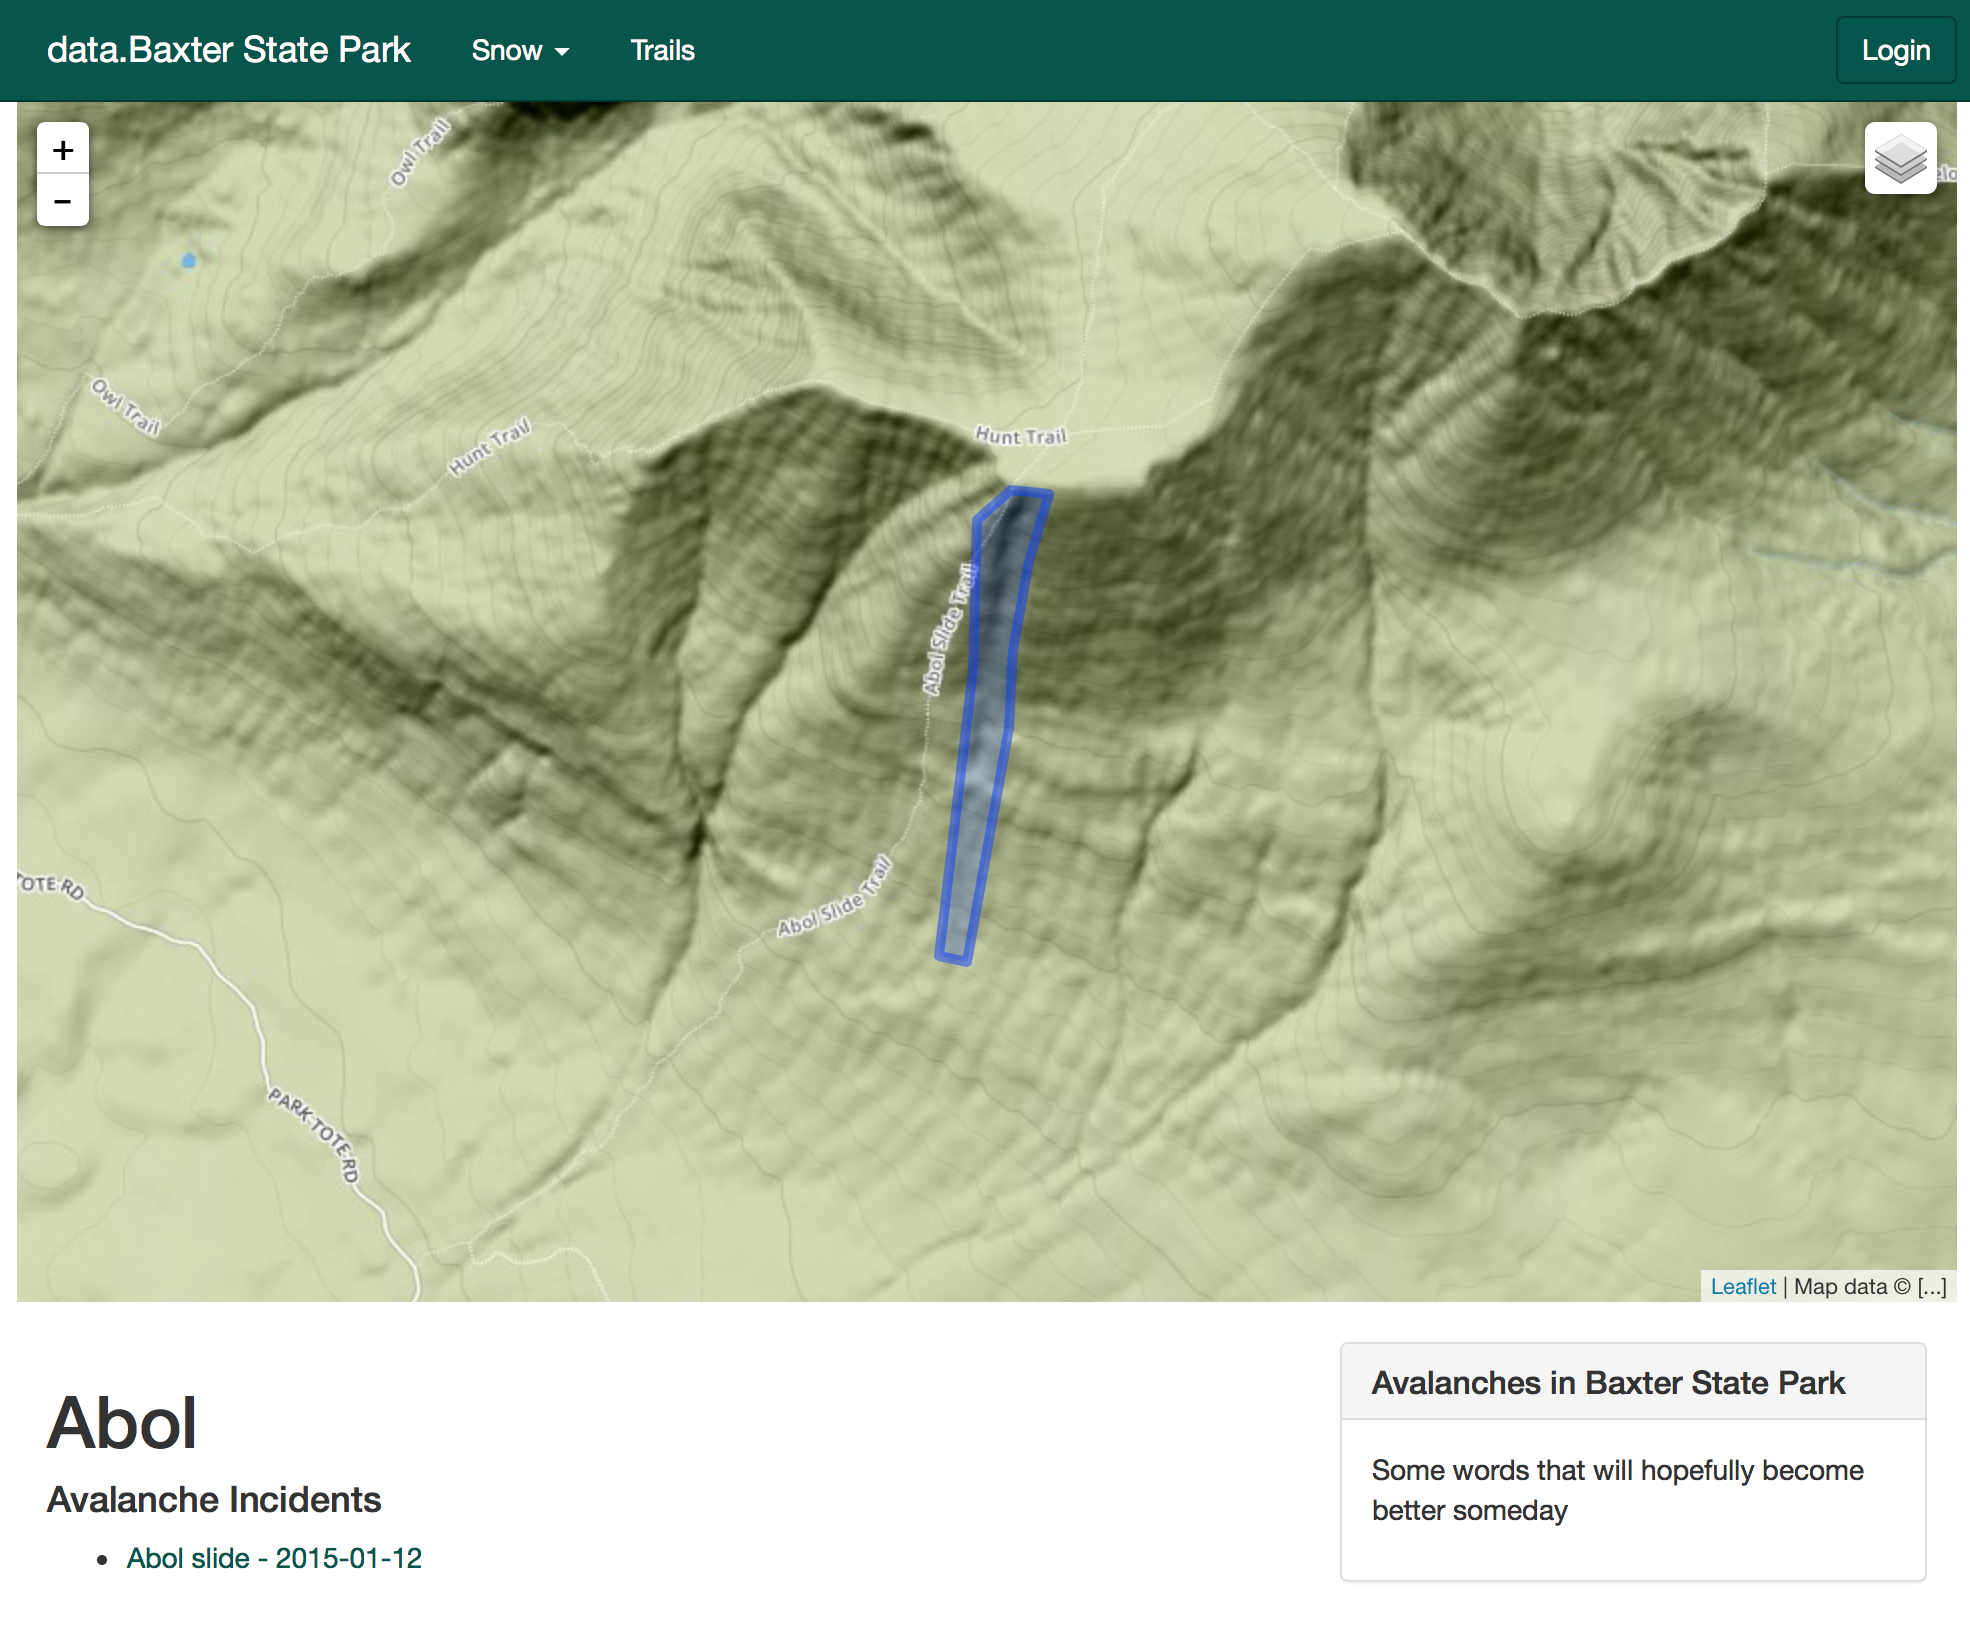 data.Baxter State Park
Snow
Trails
Login
+
−
Owl Trail
Owl Trail
Hunt Trail
Hunt Trail
Abol Slide Trail
Abol Slide Trail
TOTE RD
PARK TOTE RD
Leaflet | Map data © [...]
Abol
Avalanche Incidents
Abol slide - 2015-01-12
Avalanches in Baxter State Park
Some words that will hopefully become
better someday